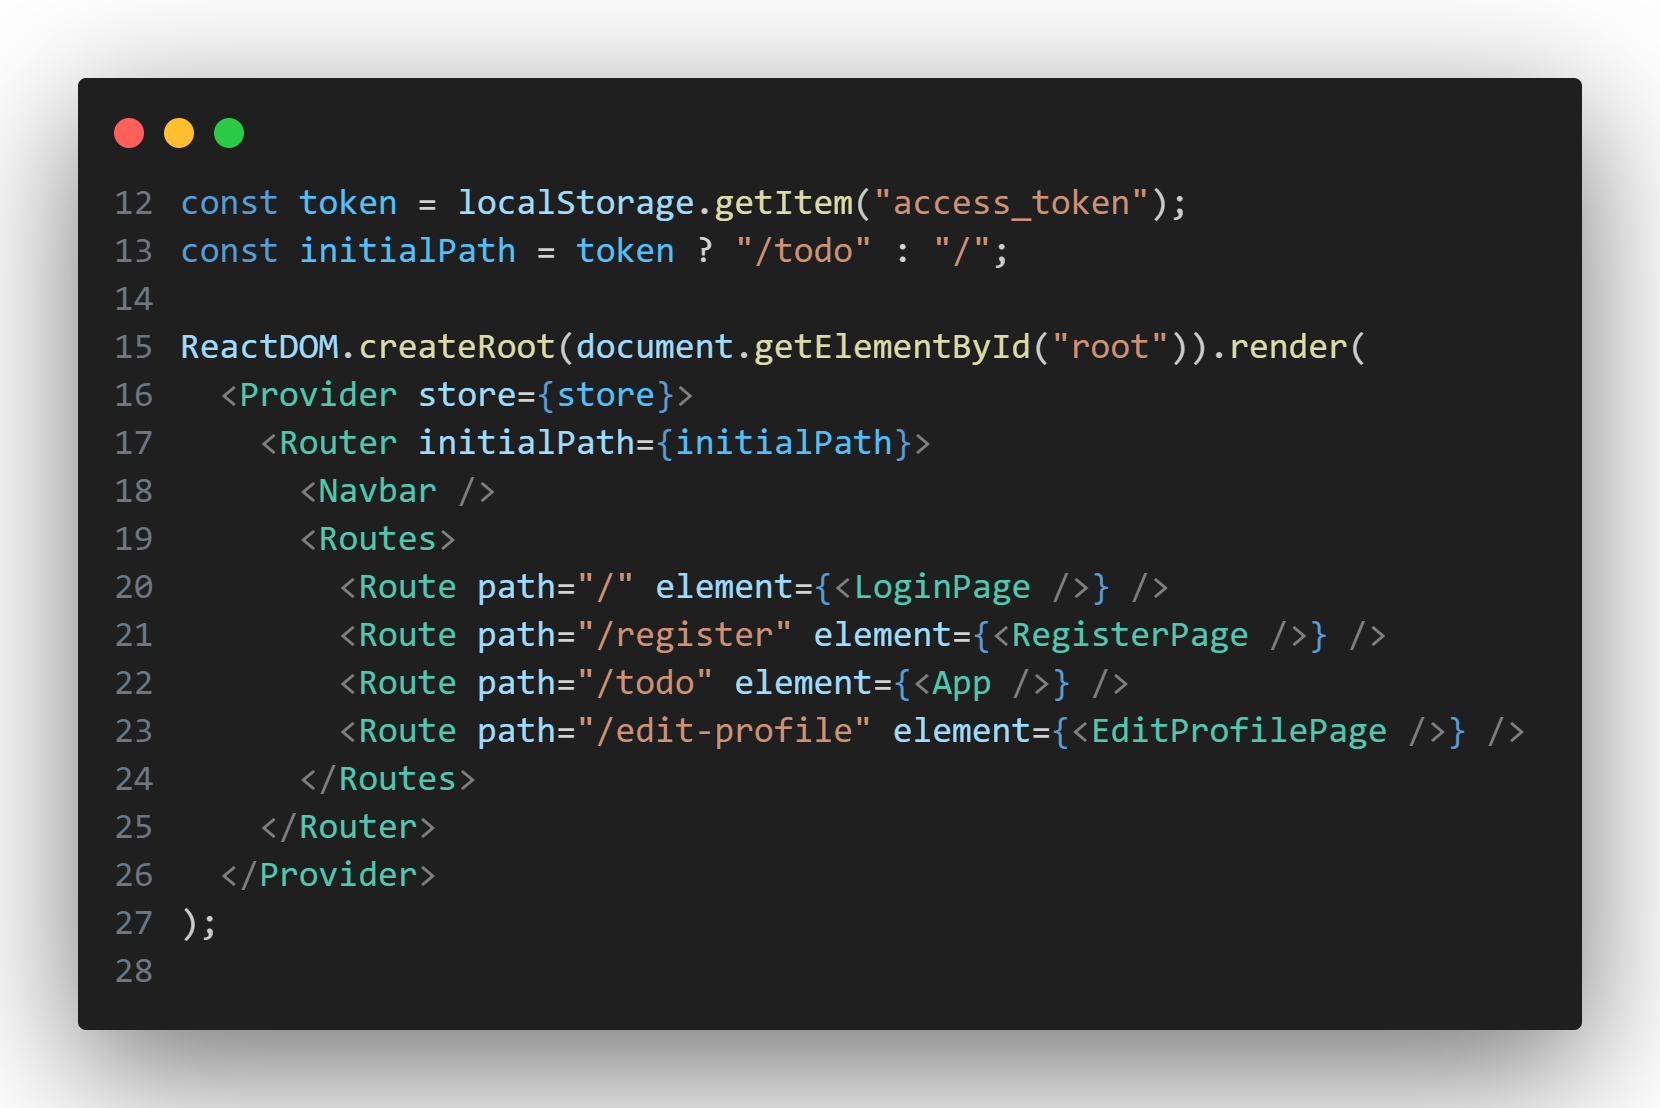 12 const token = localStorage.getItem("access_token");
13 const initialPath = token ? "/todo" : "/";
14
15 ReactDOM.createRoot(document.getElementById("root")).render(
16   <Provider store={store}>
17     <Router initialPath={initialPath}>
18       <Navbar />
19       <Routes>
20         <Route path="/" element={<LoginPage />} />
21         <Route path="/register" element={<RegisterPage />} />
22         <Route path="/todo" element={<App />} />
23         <Route path="/edit-profile" element={<EditProfilePage />} />
24       </Routes>
25     </Router>
26   </Provider>
27 );
28